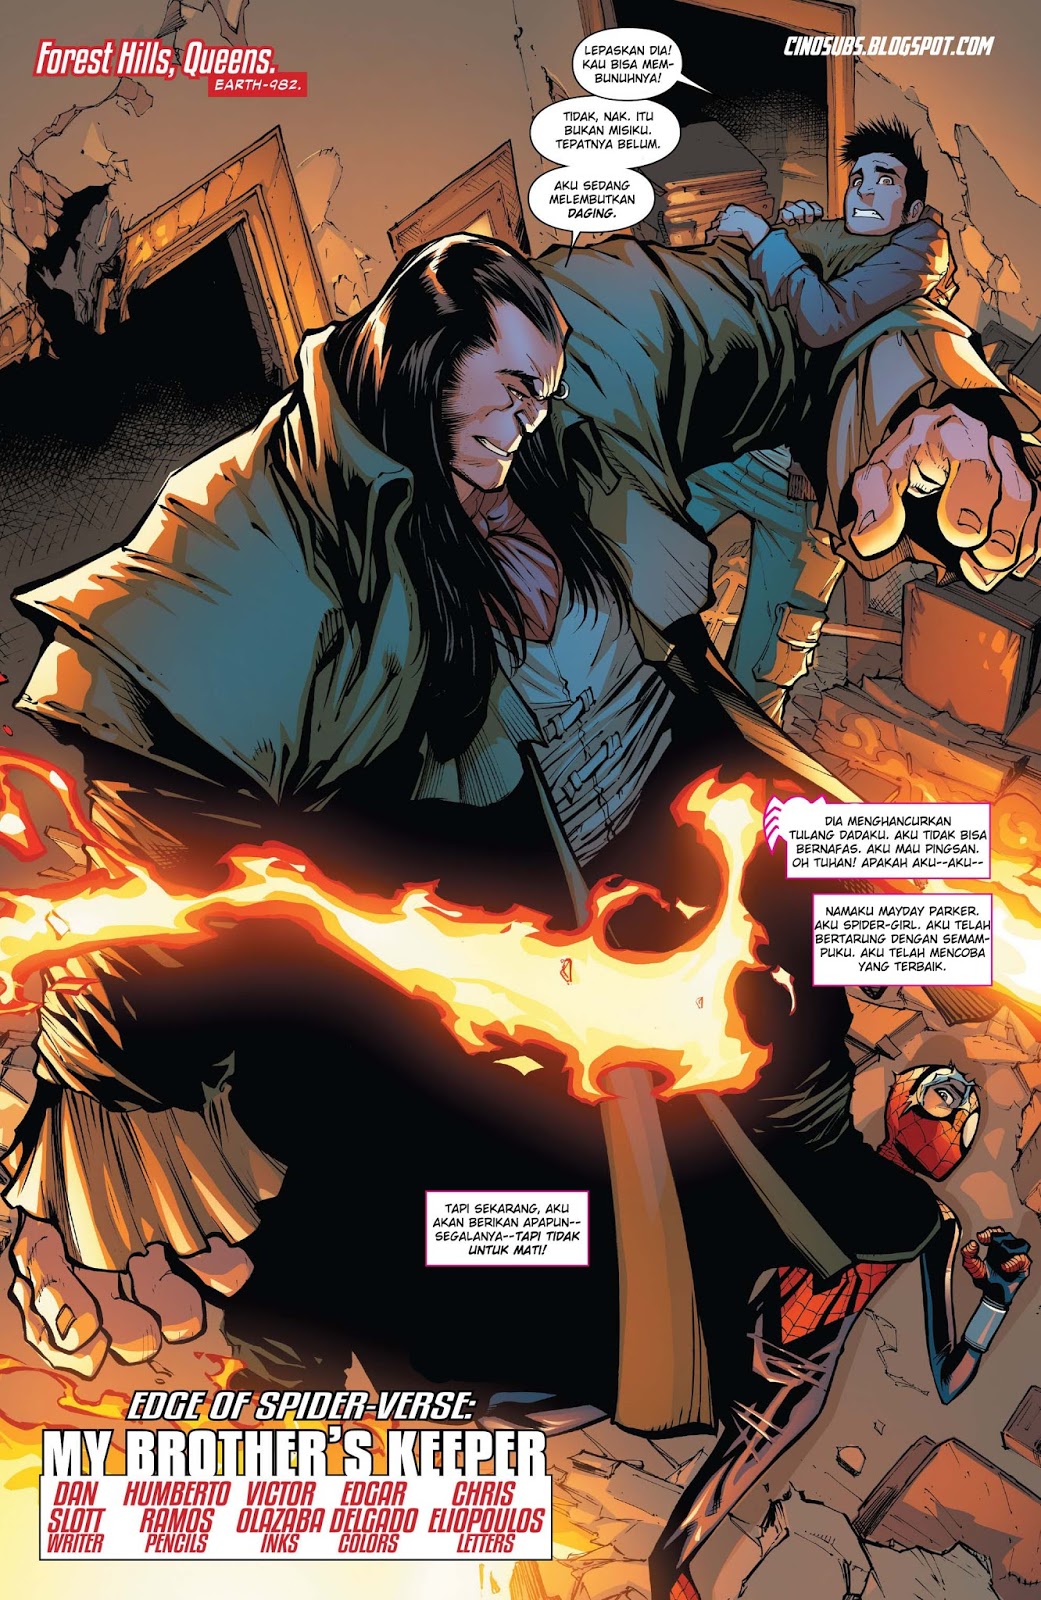 Forest Hills, Queens.
EARTH-982.
CINOSUBS.BLOGSPOT.COM
LEPASKAN DIA!
KAU BISA MEM-
BUNUHNYA!
TIDAK, NAK. ITU
BUKAN MISIKU.
TEPATNYA BELUM.
AKU SEDANG
MELEMBUTKAN
DAGING.
DIA MENGHANCURKAN
TULANG DADAKU. AKU TIDAK BISA
BERNAFAS. AKU MAU PINGSAN.
OH TUHAN! APAKAH AKU--AKU--
NAMAKU MAYDAY PARKER.
AKU SPIDER-GIRL. AKU TELAH
BERTARUNG DENGAN SEMAM-
PUKU. AKU TELAH MENCOBA
YANG TERBAIK.
TAPI SEKARANG, AKU
AKAN BERIKAN APAPUN--
SEGALANYA--TAPI TIDAK
UNTUK MATI!
EDGE OF SPIDER-VERSE:
MY BROTHER'S KEEPER
DAN SLOTT WRITER
HUMBERTO RAMOS PENCILS
VICTOR OLAZABA INKS
EDGAR DELGADO COLORS
CHRIS ELIOPOULOS LETTERS